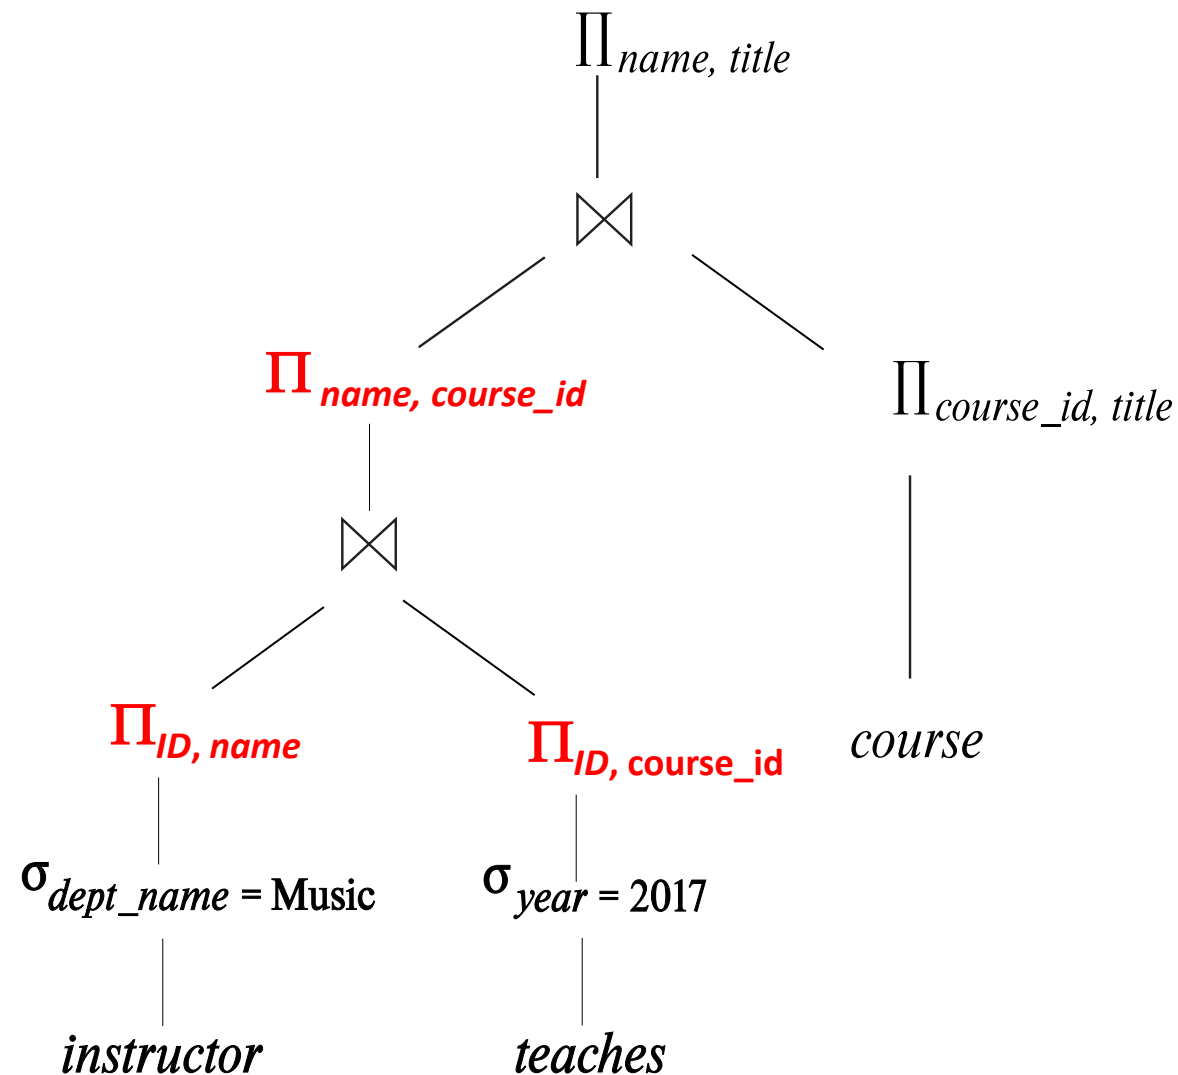 ∏name, title
⋈
Π name, course_id
∏course_id, title
⋈
ΠID, name
ΠID, course_id
course
σdept_name = Music
σyear = 2017
instructor
teaches